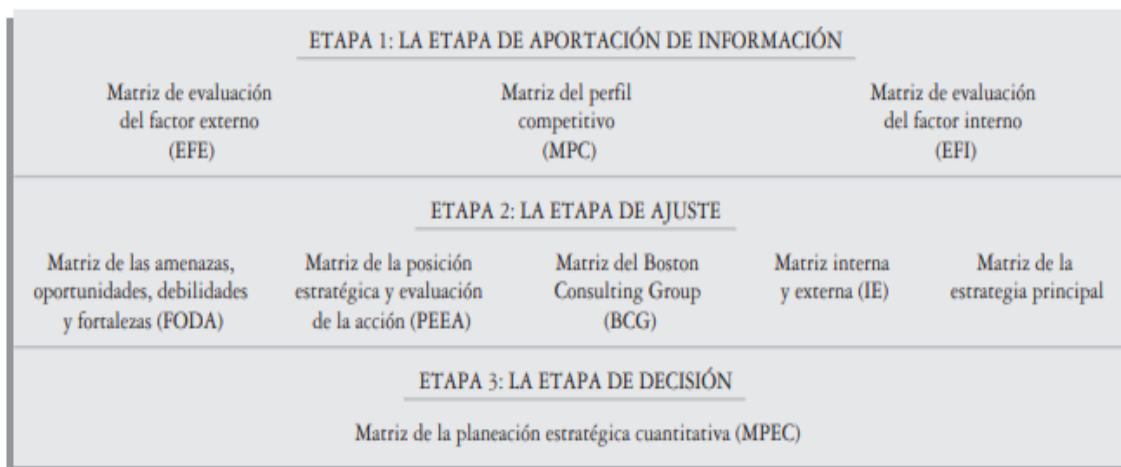 ETAPA 1: LA ETAPA DE APORTACIÓN DE INFORMACIÓN
Matriz de evaluación
del factor externo
(EFE)
Matriz del perfil
competitivo
(MPC)
Matriz de evaluación
del factor interno
(EFI)
ETAPA 2: LA ETAPA DE AJUSTE
Matriz de las amenazas,
oportunidades, debilidades
y fortalezas (FODA)
Matriz de la posición
estratégica y evaluación
de la acción (PEEA)
Matriz del Boston
Consulting Group
(BCG)
Matriz interna
y externa (IE)
Matriz de la
estrategia principal
ETAPA 3: LA ETAPA DE DECISIÓN
Matriz de la planeación estratégica cuantitativa (MPEC)